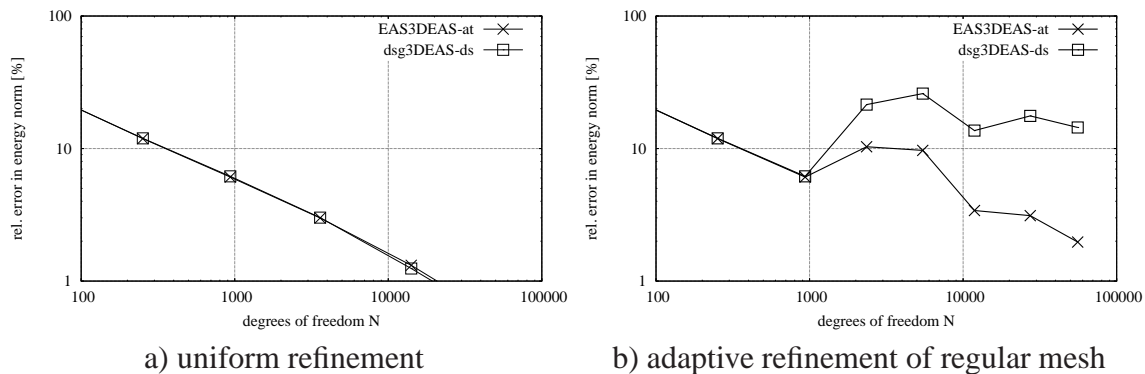 100
10
1
rel. error in energy norm [%]
EAS3DEAS-at
dsg3DEAS-ds
100 1000 10000 100000
degrees of freedom N
a) uniform refinement
100
10
1
rel. error in energy norm [%]
EAS3DEAS-at
dsg3DEAS-ds
100 1000 10000 100000
degrees of freedom N
b) adaptive refinement of regular mesh